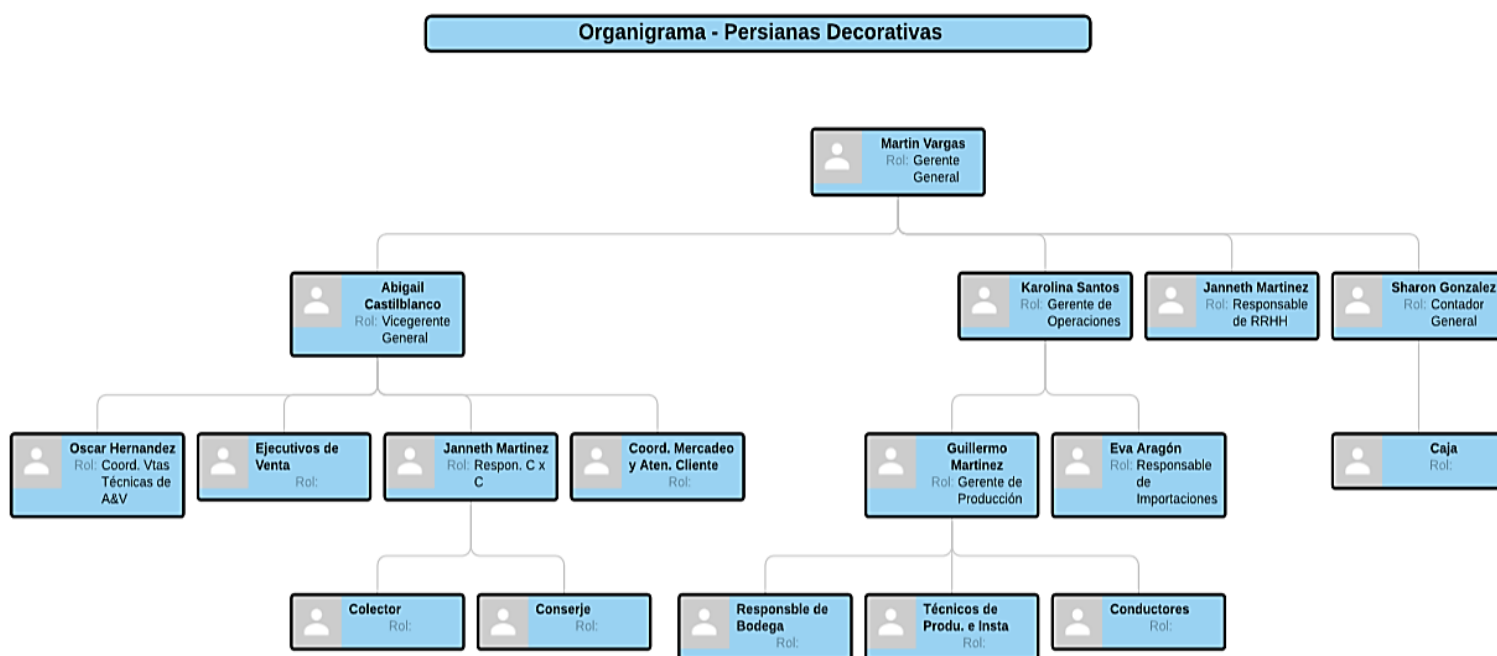 Organigrama - Persianas Decorativas
Martin Vargas
Rol: Gerente
General
Abigail
Castilblanco
Rol: Vicegerente
General
Karolina Santos
Rol: Gerente de
Operaciones
Janneth Martinez
Rol: Responsable
de RRHH
Sharon Gonzalez
Rol: Contador
General
Oscar Hernandez
Rol: Coord. Vtas
Técnicas de
A&V
Ejecutivos de
Venta
Rol:
Janneth Martinez
Rol: Respon. C x
C
Coord. Mercadeo
y Aten. Cliente
Rol:
Guillermo
Martinez
Rol: Gerente de
Producción
Eva Aragón
Rol: Responsable
de
Importaciones
Caja
Rol:
Colector
Rol:
Conserje
Rol:
Responsble de
Bodega
Rol:
Técnicos de
Produ. e Insta
Rol:
Conductores
Rol: